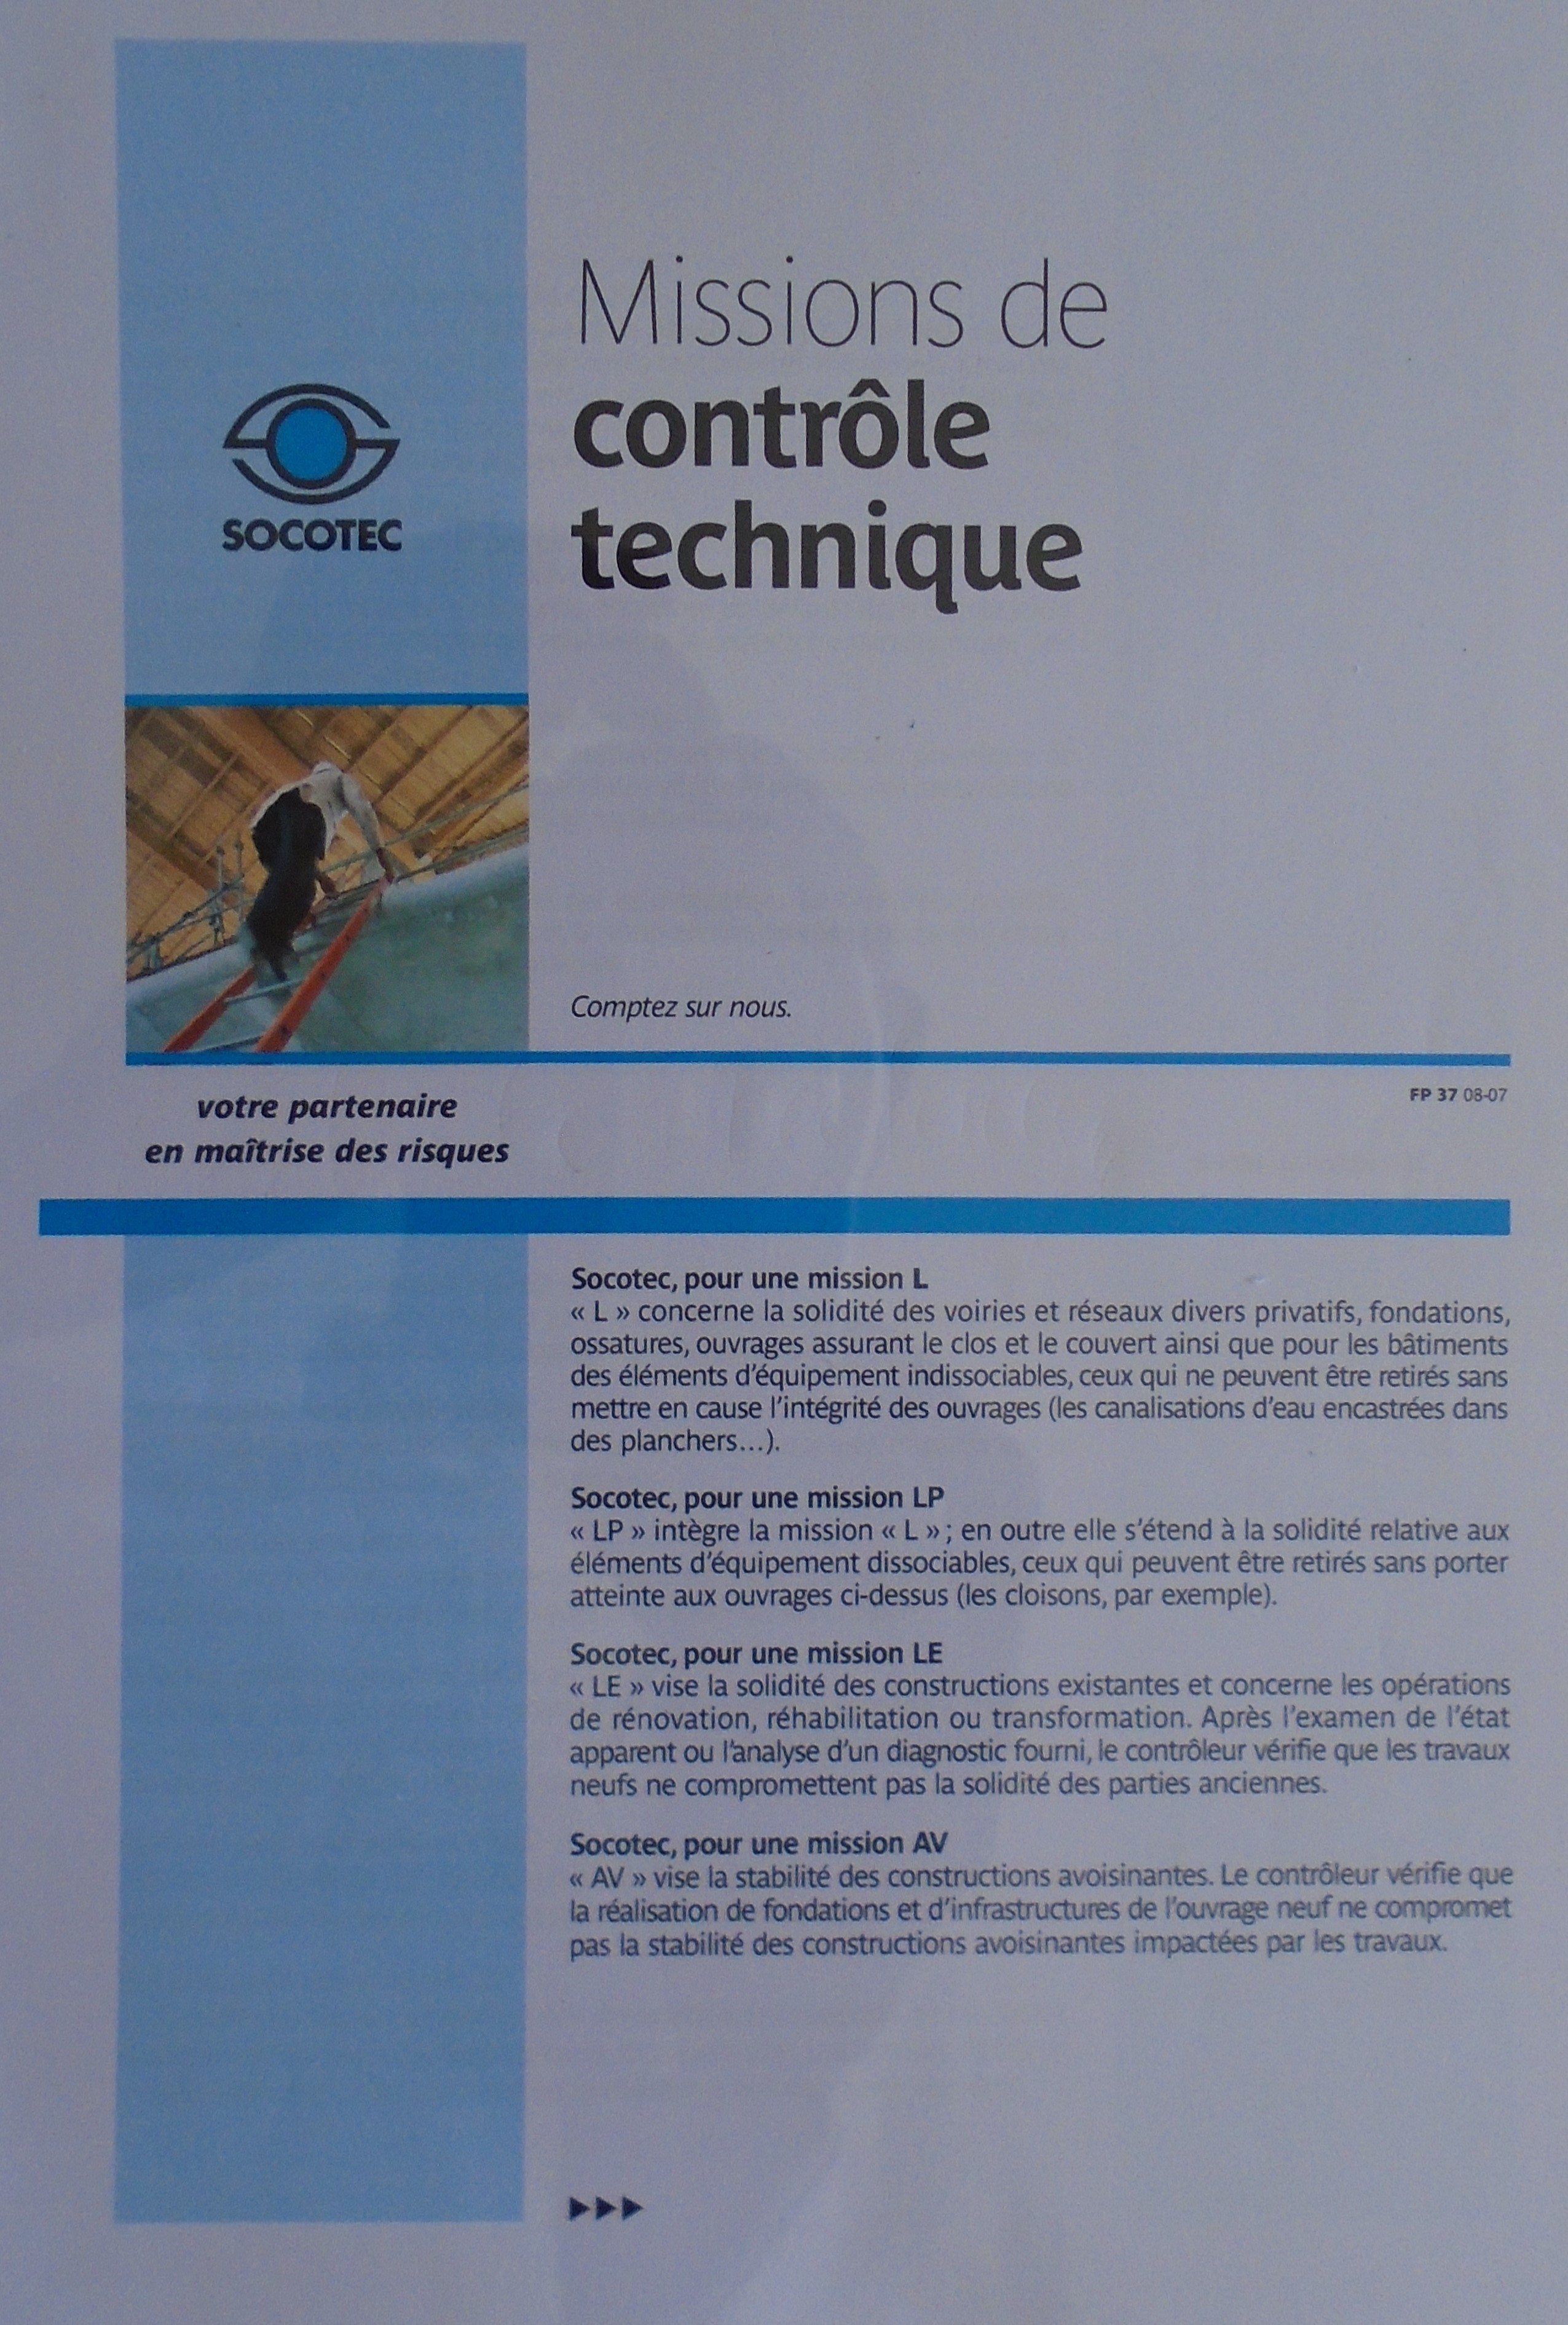 Missions de
contrôle
technique
SOCOTEC
Comptez sur nous.
votre partenaire
en maîtrise des risques
FP 37 08-07
Socotec, pour une mission L
« L » concerne la solidité des voiries et réseaux divers privatifs, fondations,
ossatures, ouvrages assurant le clos et le couvert ainsi que pour les bâtiments
des éléments d'équipement indissociables, ceux qui ne peuvent être retirés sans
mettre en cause l'intégrité des ouvrages (les canalisations d'eau encastrées dans
des planchers...).
Socotec, pour une mission LP
« LP » intègre la mission « L » ; en outre elle s'étend à la solidité relative aux
éléments d'équipement dissociables, ceux qui peuvent être retirés sans porter
atteinte aux ouvrages ci-dessus (les cloisons, par exemple).
Socotec, pour une mission LE
« LE » vise la solidité des constructions existantes et concerne les opérations
de rénovation, réhabilitation ou transformation. Après l'examen de l'état
apparent ou l'analyse d'un diagnostic fourni, le contrôleur vérifie que les travaux
neufs ne compromettent pas la solidité des parties anciennes.
Socotec, pour une mission AV
« AV » vise la stabilité des constructions avoisinantes. Le contrôleur vérifie que
la réalisation de fondations et d'infrastructures de l'ouvrage neuf ne compromet
pas la stabilité des constructions avoisinantes impactées par les travaux.